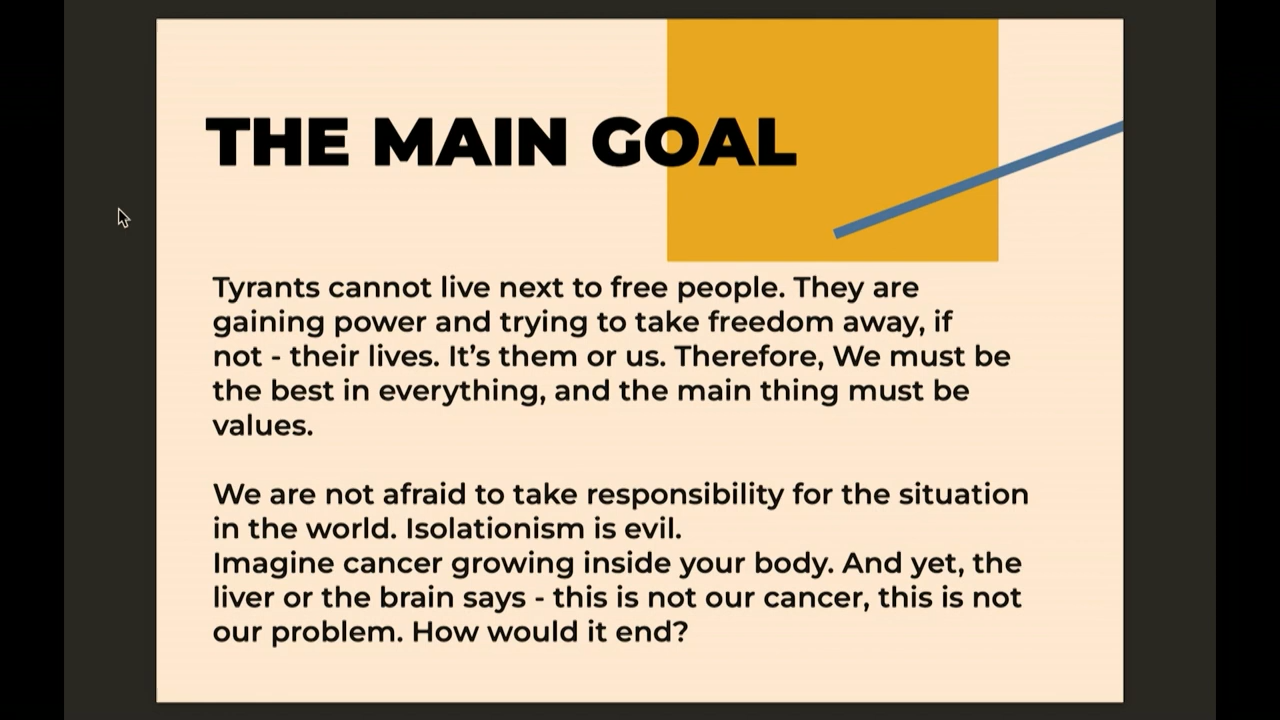 THE MAIN GOAL
Tyrants cannot live next to free people. They are
gaining power and trying to take freedom away, if
not - their lives. It’s them or us. Therefore, We must be
the best in everything, and the main thing must be
values.
We are not afraid to take responsibility for the situation
in the world. Isolationism is evil.
Imagine cancer growing inside your body. And yet, the
liver or the brain says - this is not our cancer, this is not
our problem. How would it end?